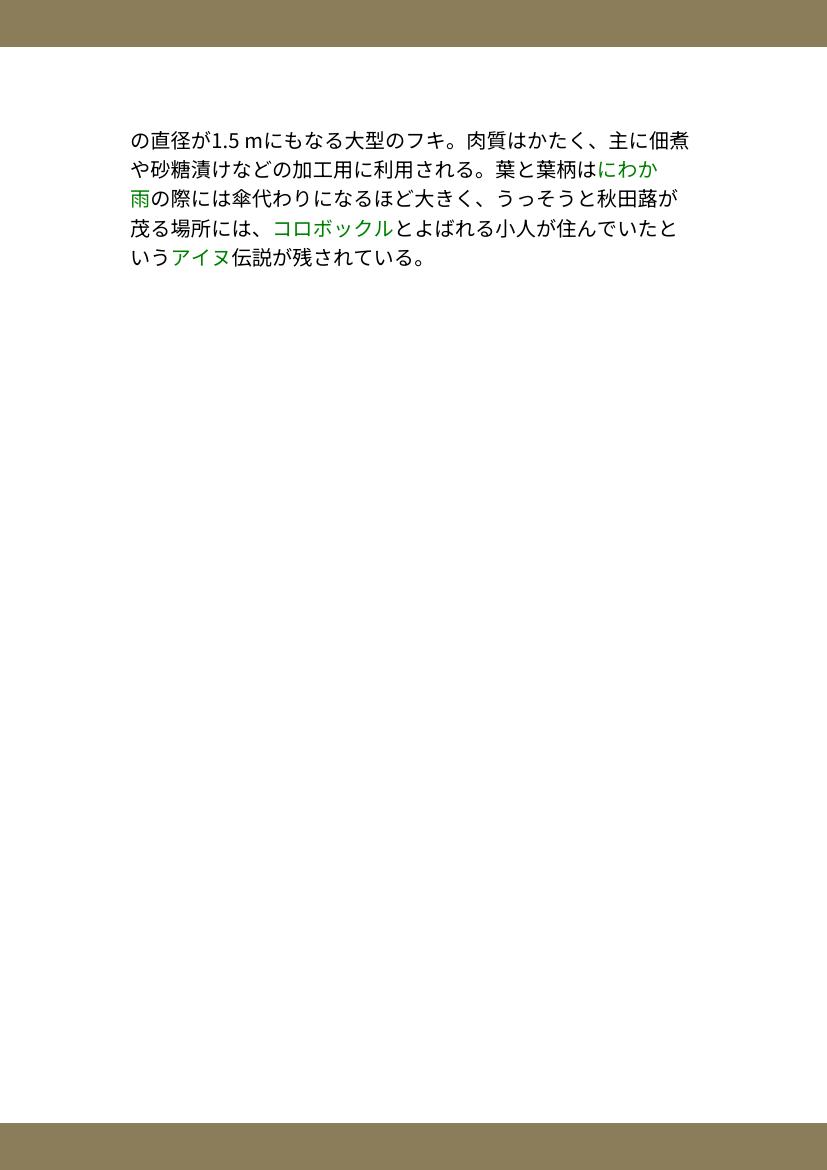 の直径が1.5 mにもなる大型のフキ。肉質はかたく、主に佃煮
や砂糖漬けなどの加工用に利用される。葉と葉柄はにわか
雨の際には傘代わりになるほど大きく、うっそうと秋田蕗が
茂る場所には、コロボックルとよばれる小人が住んでいたと
いうアイヌ伝説が残されている。